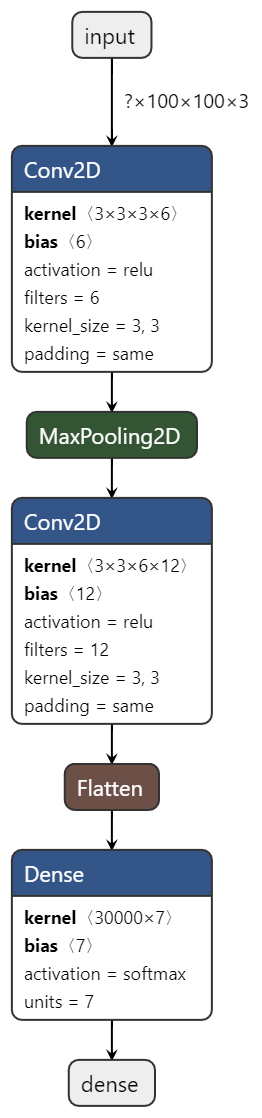 input
?×100×100×3
Conv2D
kernel 〈3×3×3×6〉
bias 〈6〉
activation = relu
filters = 6
kernel_size = 3, 3
padding = same
MaxPooling2D
Conv2D
kernel 〈3×3×6×12〉
bias 〈12〉
activation = relu
filters = 12
kernel_size = 3, 3
padding = same
Flatten
Dense
kernel 〈30000×7〉
bias 〈7〉
activation = softmax
units = 7
dense